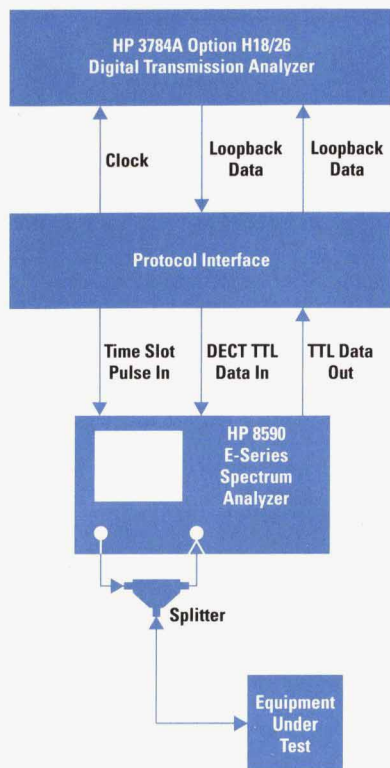 HP 3784A Option H18/26
Digital Transmission Analyzer
Clock
Loopback
Data
Loopback
Data
Protocol Interface
Time Slot
Pulse In
DECT TTL
Data In
TTL Data
Out
HP 8590
E-Series
Spectrum
Analyzer
Splitter
Equipment
Under
Test